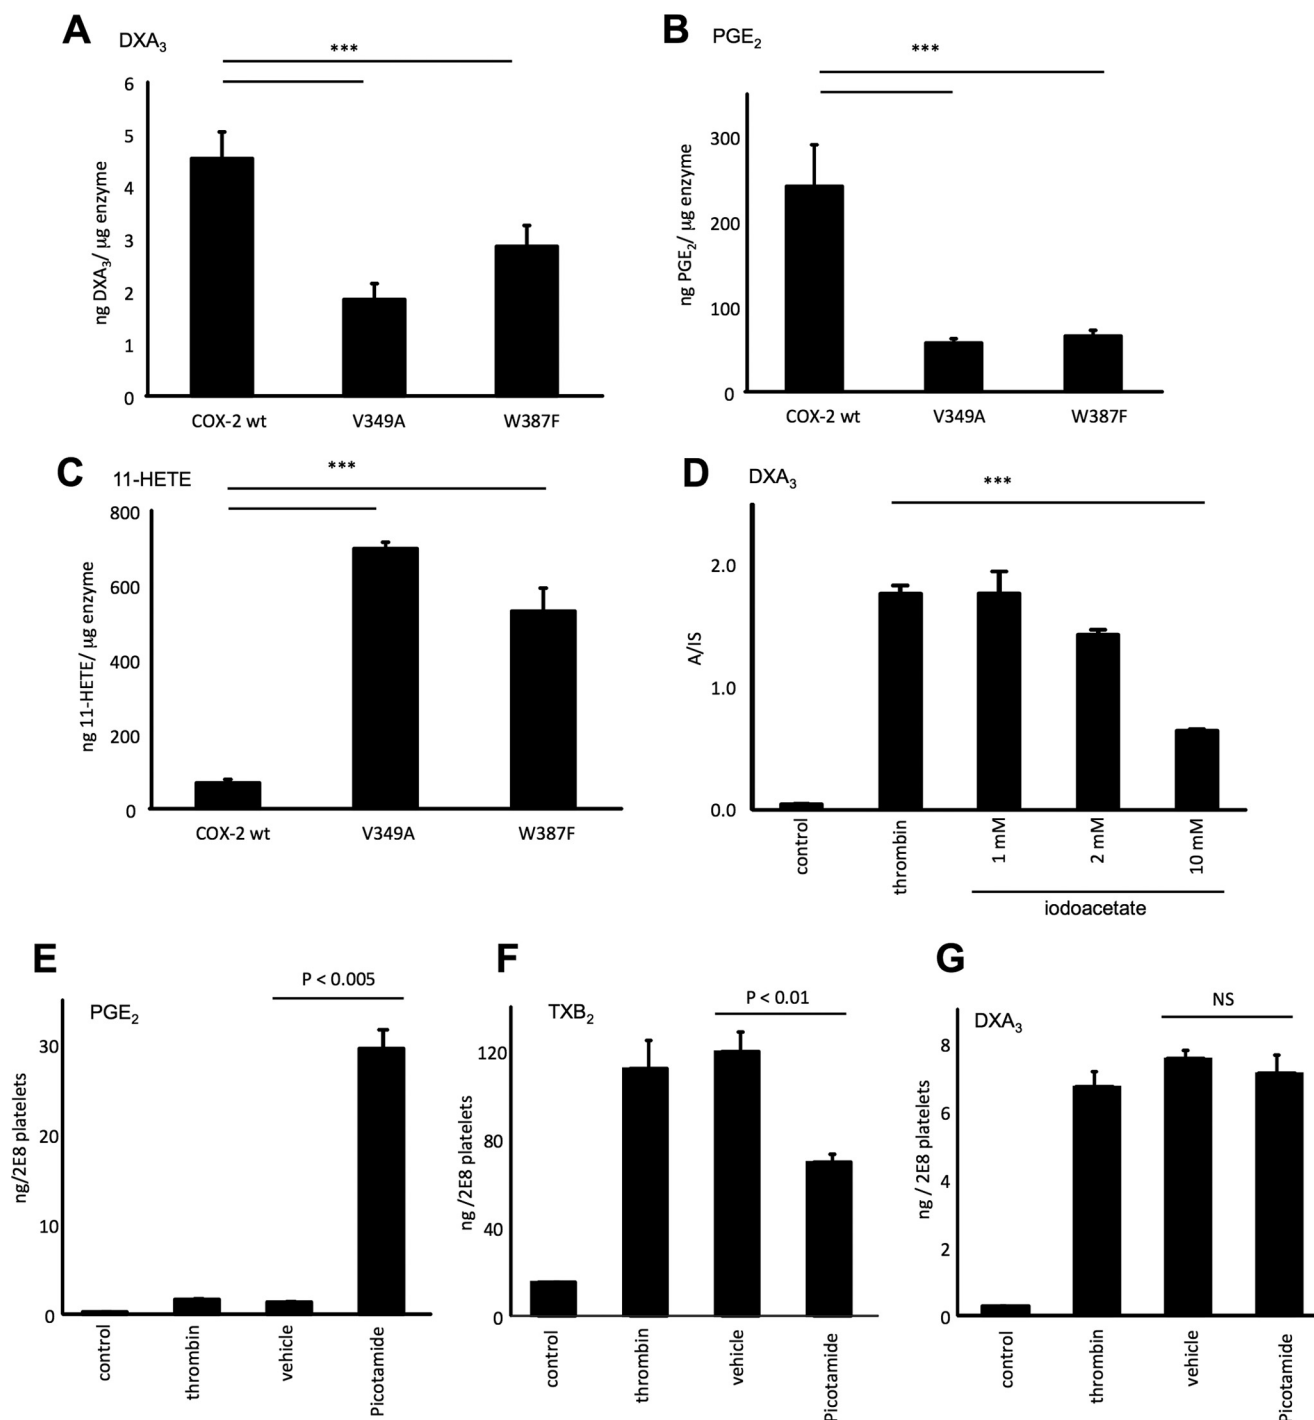 A
DXA3
***
ng DXA3/ µg enzyme
6
5
4
3
2
1
0
COX-2 wt V349A W387F
B
PGE2
***
ng PGE2/ µg enzyme
300
200
100
0
COX-2 wt V349A W387F
C
11-HETE
***
ng 11-HETE/ µg enzyme
800
600
400
200
0
COX-2 wt V349A W387F
D
DXA3
***
A/IS
2.0
1.0
0.0
control
thrombin
1 mM
2 mM
10 mM
iodoacetate
E
PGE2
P < 0.005
ng/2E8 platelets
30
20
10
0
control
thrombin
vehicle
Picotamide
F
TXB2
P < 0.01
ng /2E8 platelets
120
80
40
0
control
thrombin
vehicle
Picotamide
G
DXA3
NS
ng / 2E8 platelets
8
6
4
2
0
control
thrombin
vehicle
Picotamide